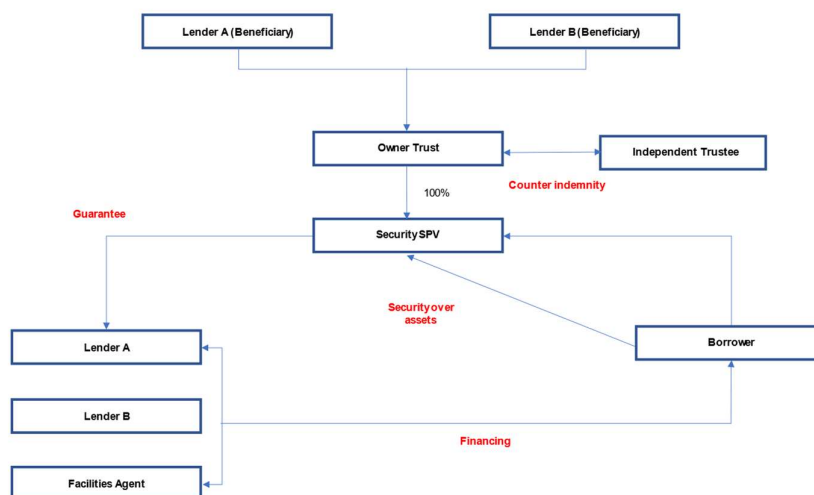 Lender A (Beneficiary)
Lender B (Beneficiary)
Owner Trust
Independent Trustee
Counter indemnity
100%
Guarantee
Security SPV
Security over
assets
Lender A
Borrower
Lender B
Financing
Facilities Agent